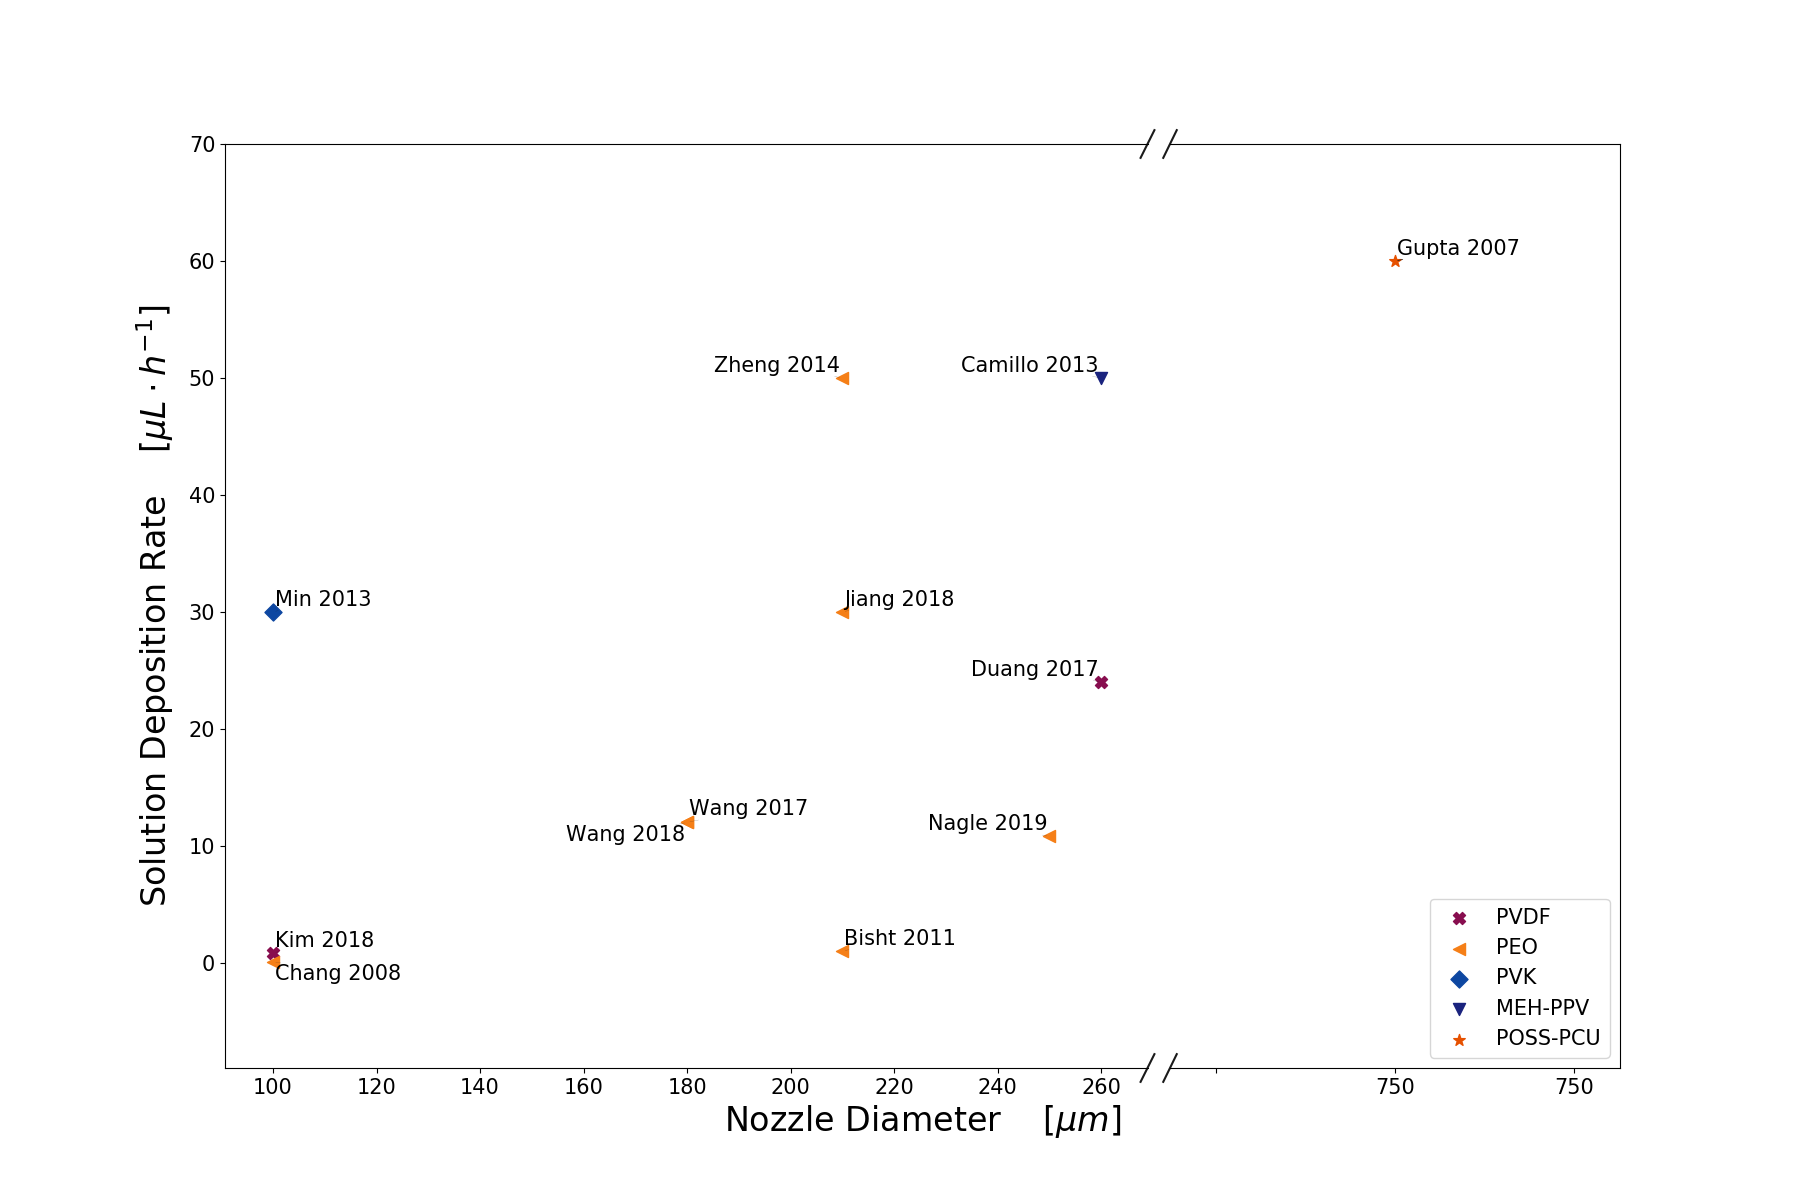 70
60
50
40
30
20
10
0
Solution Deposition Rate [μL · h⁻¹]
Gupta 2007
Zheng 2014
Camillo 2013
Min 2013
Jiang 2018
Duang 2017
Wang 2017
Wang 2018
Nagle 2019
Kim 2018
Bisht 2011
Chang 2008
PVDF
PEO
PVK
MEH-PPV
POSS-PCU
100 120 140 160 180 200 220 240 260 750 750
Nozzle Diameter [μm]